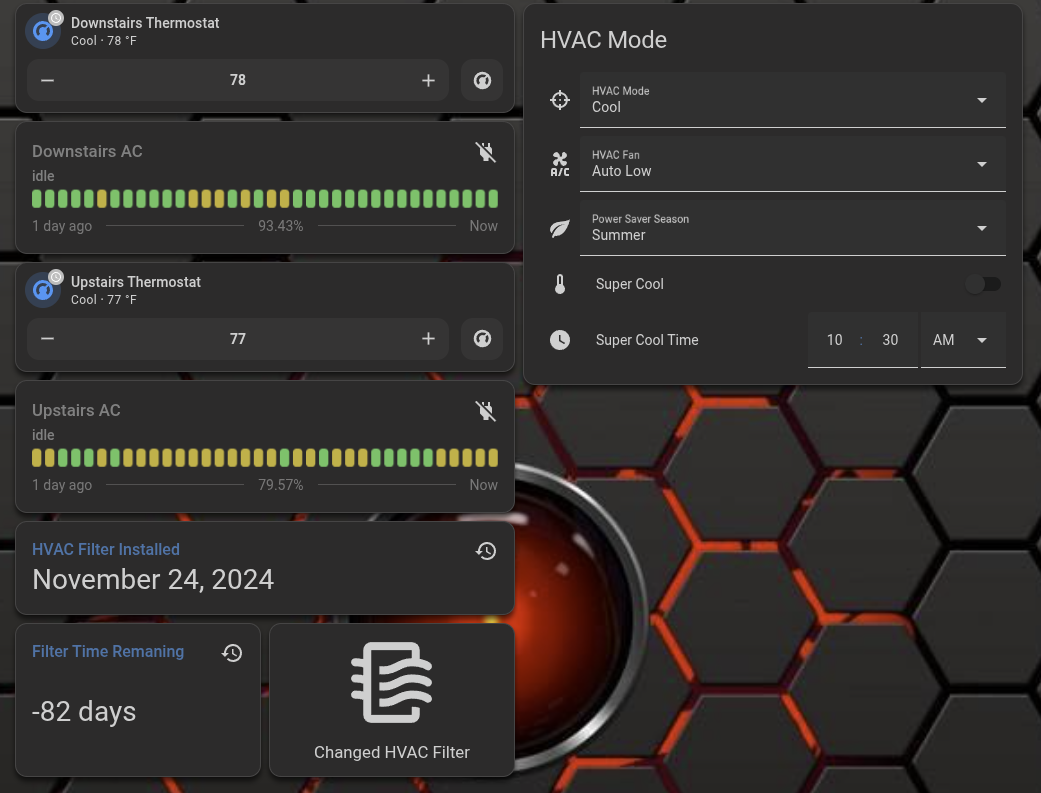 Downstairs Thermostat
Cool · 78 °F
− 78 +
Downstairs AC
idle
1 day ago 93.43% Now
Upstairs Thermostat
Cool · 77 °F
− 77 +
Upstairs AC
idle
1 day ago 79.57% Now
HVAC Filter Installed
November 24, 2024
Filter Time Remaning
-82 days
Changed HVAC Filter
HVAC Mode
HVAC Mode
Cool
A/C
HVAC Fan
Auto Low
Power Saver Season
Summer
Super Cool
Super Cool Time 10 : 30 AM